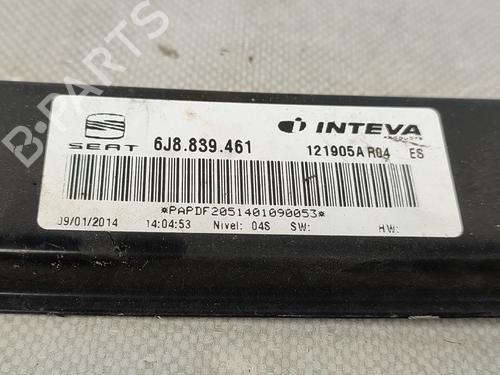 B-PARTS
SEAT
6J8.839.461
INTEVA
PRODUCTS
121905A R04 ES
*PAPDF2051401090053*
09/01/2014 14:04:53 Nivel: 04S SW: HW: